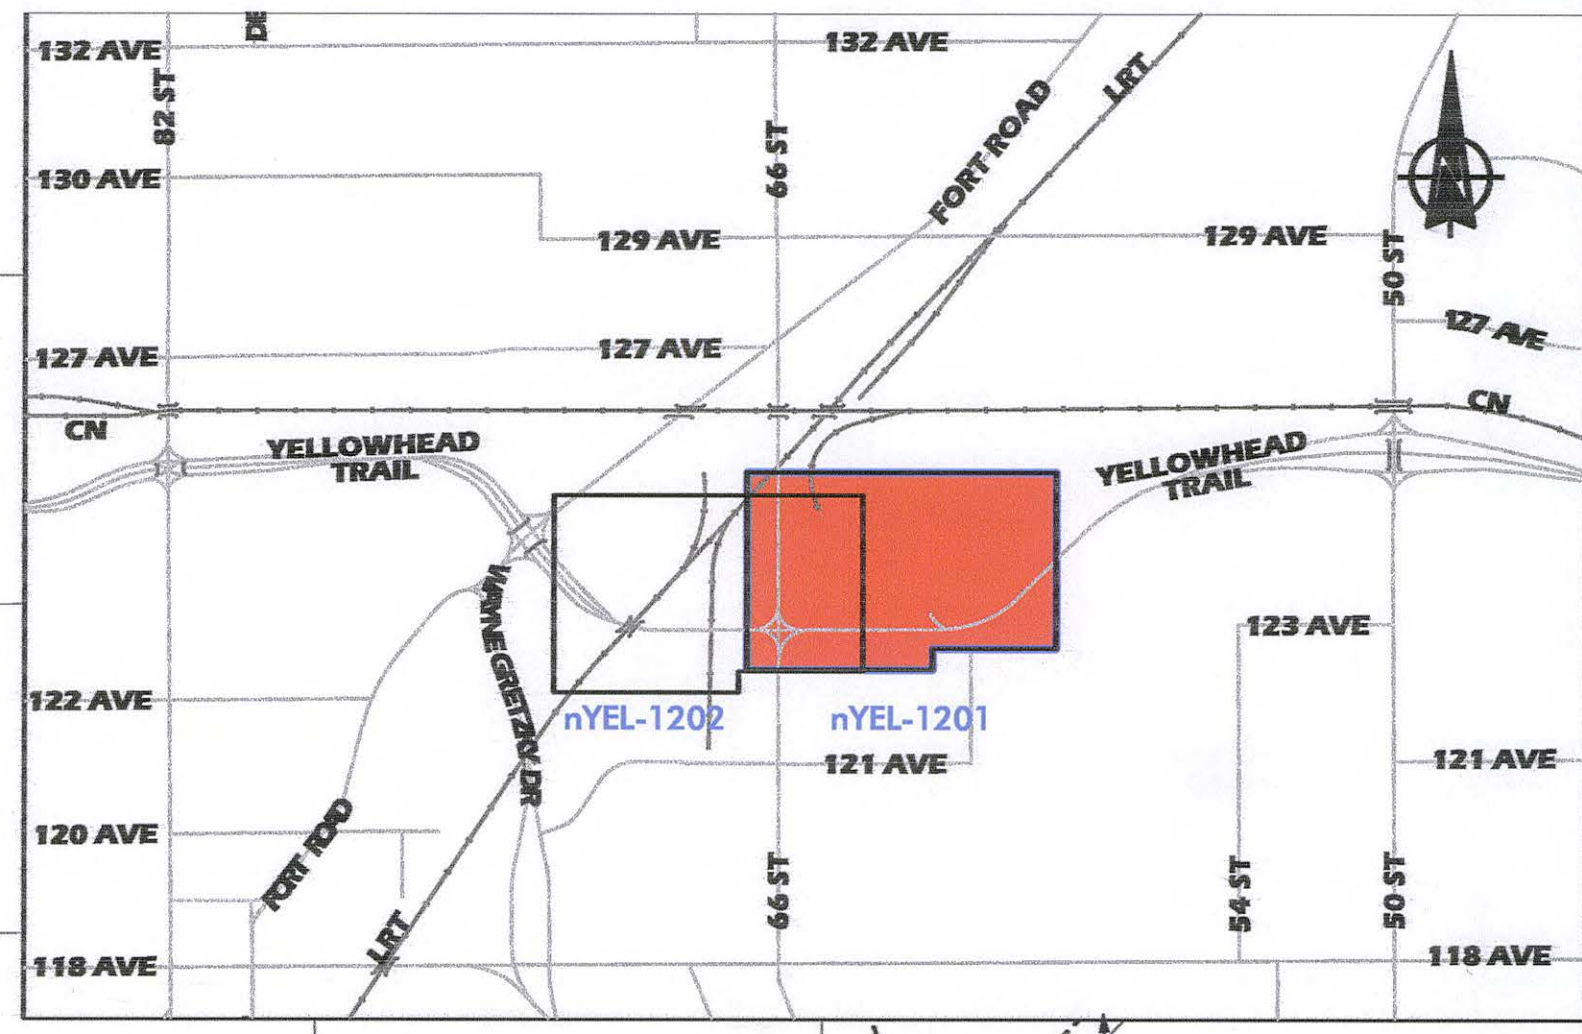 DE
132 AVE
132 AVE
82 ST
LRT
FORT ROAD
66 ST
130 AVE
129 AVE
129 AVE
50 ST
127 AVE
127 AVE
127 AVE
CN
CN
YELLOWHEAD
TRAIL
YELLOWHEAD
TRAIL
WAYNE GRETZKY DR
123 AVE
122 AVE
nYEL-1202
nYEL-1201
121 AVE
121 AVE
120 AVE
FORT ROAD
66 ST
54 ST
50 ST
LRT
118 AVE
118 AVE